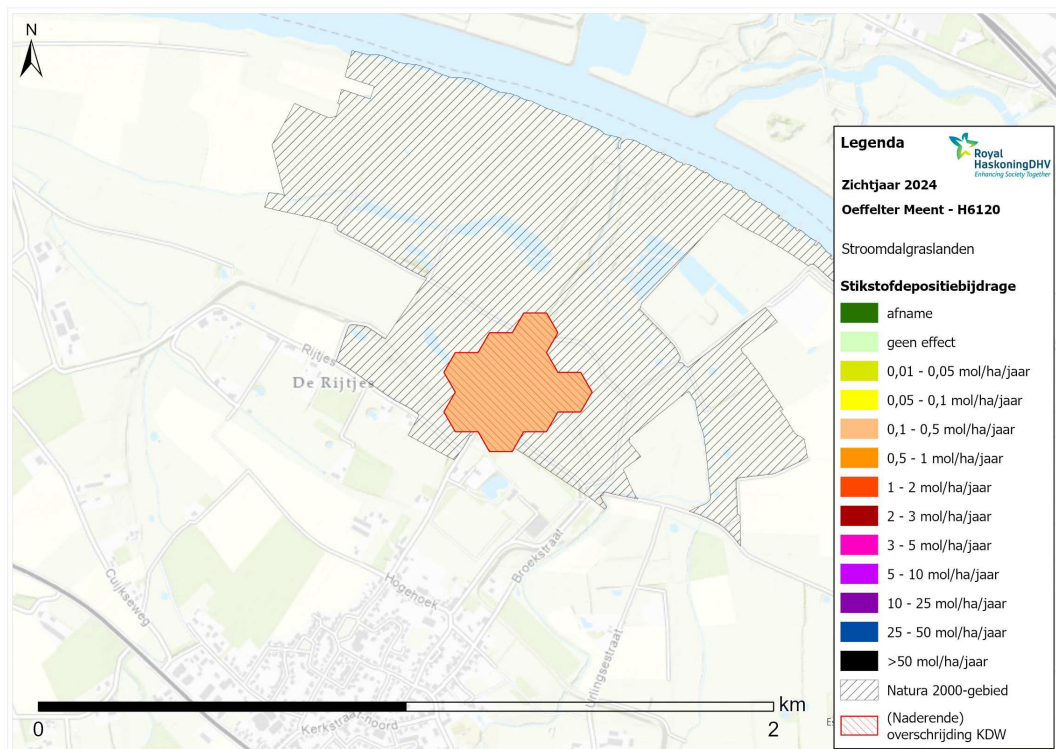 N
Legenda
Royal
HaskoningDHV
Enhancing Society Together
Zichtjaar 2024
Oeffelter Meent - H6120
Stroomdalgraslanden
Stikstofdepositiebijdrage
afname
geen effect
0,01 - 0,05 mol/ha/jaar
0,05 - 0,1 mol/ha/jaar
0,1 - 0,5 mol/ha/jaar
0,5 - 1 mol/ha/jaar
1 - 2 mol/ha/jaar
2 - 3 mol/ha/jaar
3 - 5 mol/ha/jaar
5 - 10 mol/ha/jaar
10 - 25 mol/ha/jaar
25 - 50 mol/ha/jaar
>50 mol/ha/jaar
Natura 2000-gebied
(Naderende)
overschrijding KDW
Rijtjes
De Rijtjes
Cuijkseweg
Hogehoek
Broekstraat
Kerkstraat-noord
km
0
2